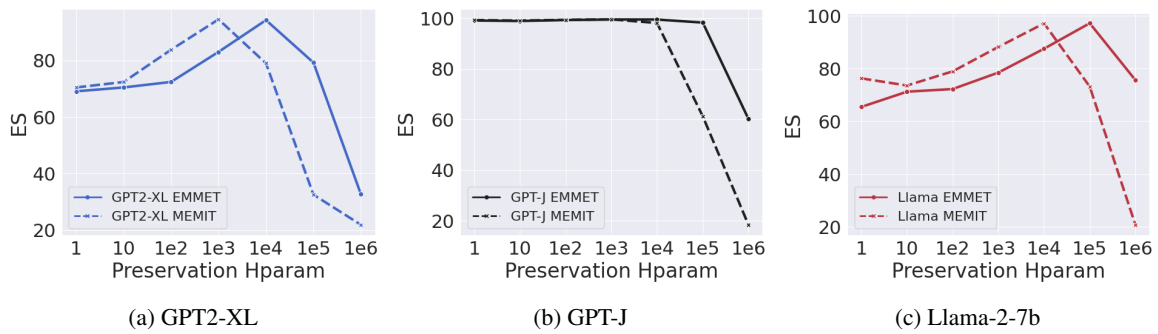 ES
80
60
40
20
GPT2-XL EMMET
GPT2-XL MEMIT
1 10 1e2 1e3 1e4 1e5 1e6
Preservation Hparam
(a) GPT2-XL
ES
100
80
60
40
20
GPT-J EMMET
GPT-J MEMIT
1 10 1e2 1e3 1e4 1e5 1e6
Preservation Hparam
(b) GPT-J
ES
100
80
60
40
20
Llama EMMET
Llama MEMIT
1 10 1e2 1e3 1e4 1e5 1e6
Preservation Hparam
(c) Llama-2-7b